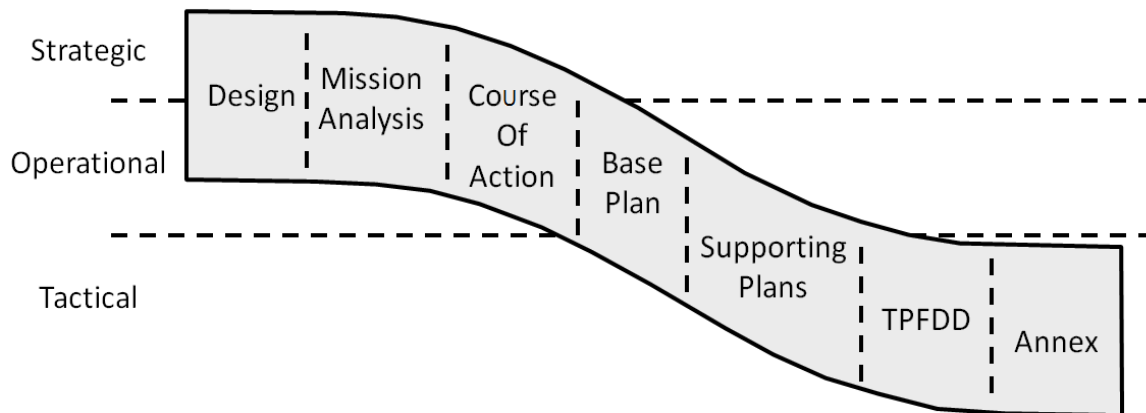 Strategic
Operational
Tactical
Design
Mission
Analysis
Course
Of
Action
Base
Plan
Supporting
Plans
TPFDD
Annex